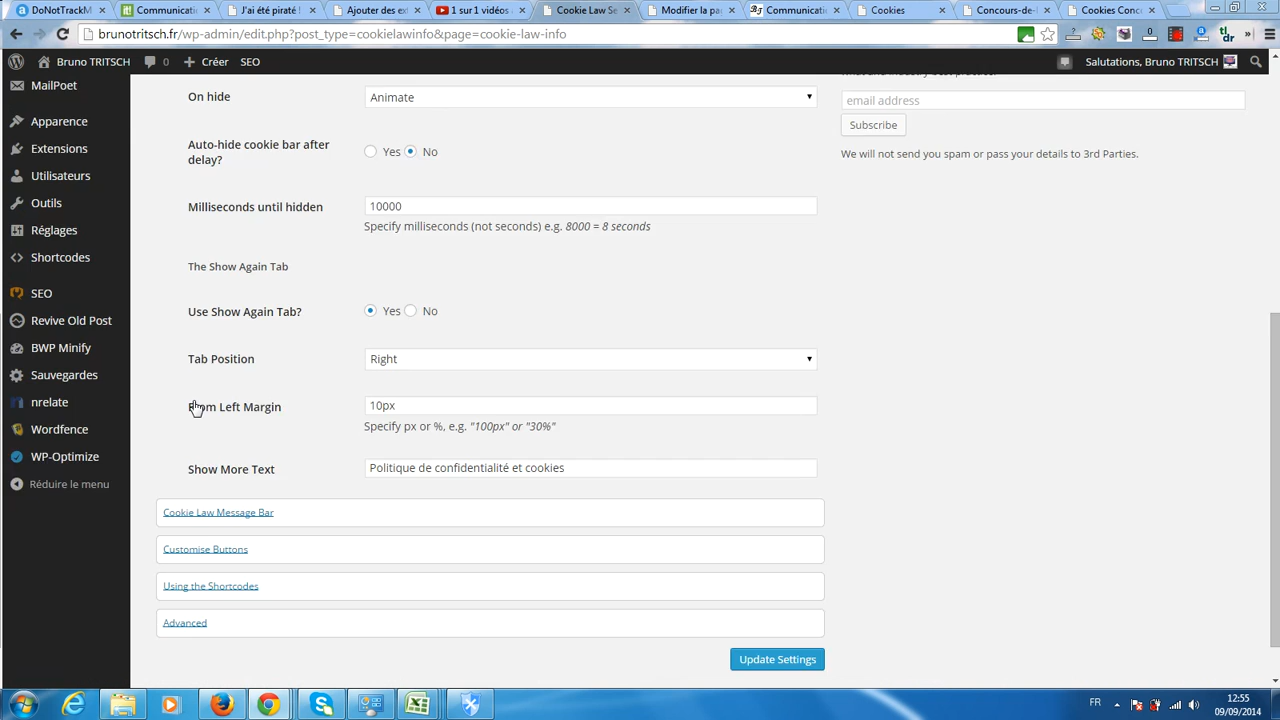 DoNotTrackM
Communicati
J'ai été piraté !
Ajouter des ex
1 sur 1 vidéos
Cookie Law Se
Modifier la pa
Communicati
Cookies
Concours-de-
Cookies Conc
brunotritsch.fr/wp-admin/edit.php?post_type=cookielawinfo&page=cookie-law-info
tldr
Bruno TRITSCH
0
Créer
SEO
Salutations, Bruno TRITSCH
MailPoet
Apparence
Extensions
Utilisateurs
Outils
Réglages
Shortcodes
SEO
Revive Old Post
BWP Minify
Sauvegardes
nrelate
Wordfence
WP-Optimize
Réduire le menu
On hide
Animate
Auto-hide cookie bar after
delay?
Yes No
Milliseconds until hidden
10000
Specify milliseconds (not seconds) e.g. 8000 = 8 seconds
The Show Again Tab
Use Show Again Tab?
Yes No
Tab Position
Right
From Left Margin
10px
Specify px or %, e.g. "100px" or "30%"
Show More Text
Politique de confidentialité et cookies
Cookie Law Message Bar
Customise Buttons
Using the Shortcodes
Advanced
Update Settings
email address
Subscribe
We will not send you spam or pass your details to 3rd Parties.
FR
12:55
09/09/2014